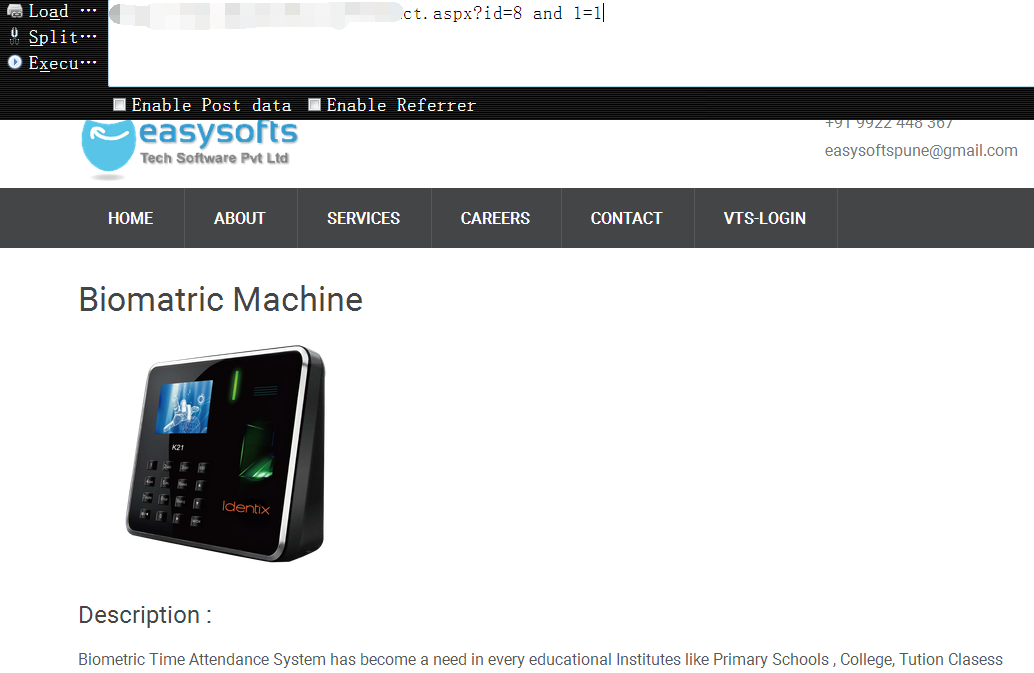 Load ...
ct.aspx?id=8 and 1=1
Split...
Execu...
Enable Post data Enable Referrer
easysofts
Tech Software Pvt Ltd
+91 9922 448 367
easysoftspune@gmail.com
HOME ABOUT SERVICES CAREERS CONTACT VTS-LOGIN
Biomatric Machine
K21
Identix
Description :
Biometric Time Attendance System has become a need in every educational Institutes like Primary Schools , College, Tution Clasess